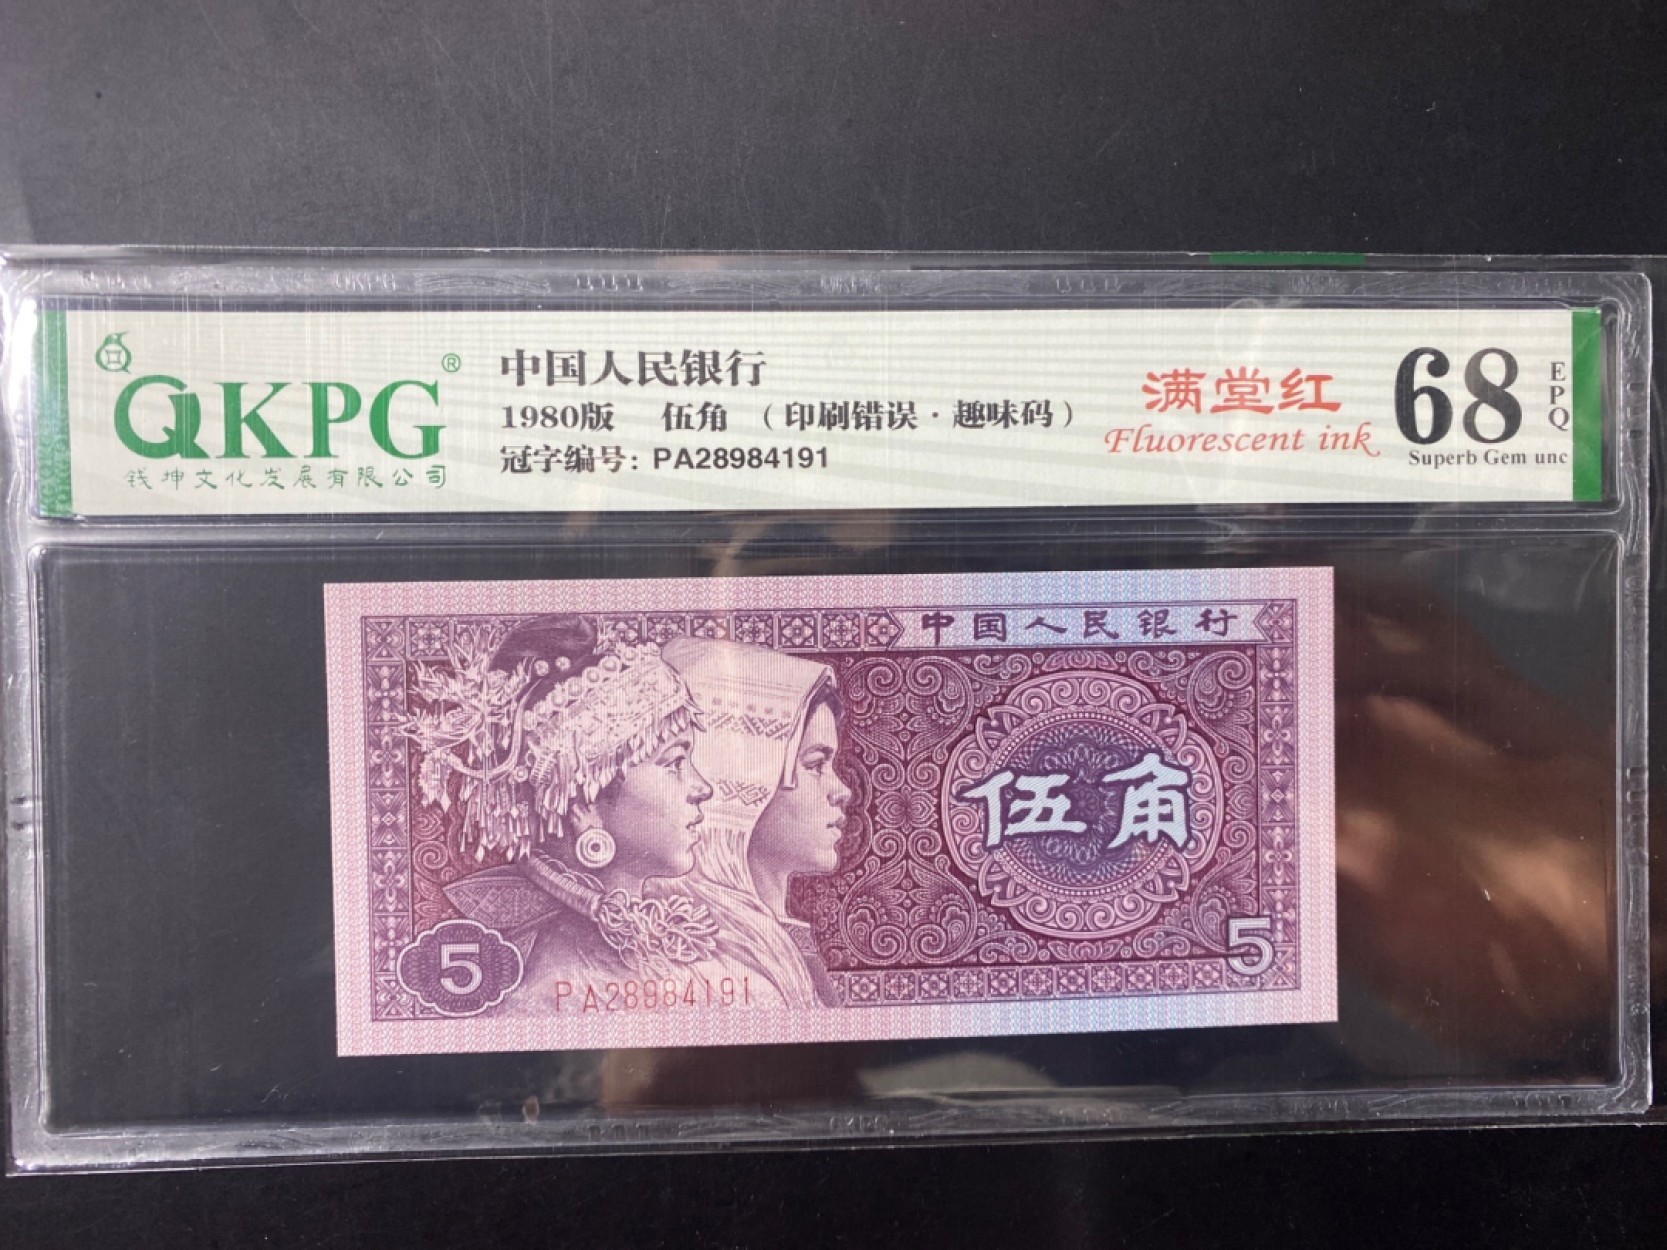 QKPG®
钱坤文化发展有限公司
中国人民银行
1980版 伍角 （印刷错误·趣味码）
冠字编号: PA28984191
满堂红
Fluorescent ink
68
EPQ
Superb Gem unc
中国人民银行
伍角
5
5
PA28984191